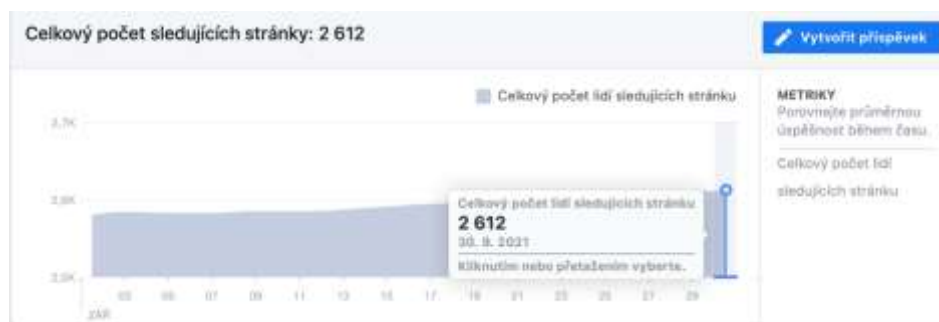 Celkový počet sledujících stránky: 2 612
Vytvořit příspěvek
Celkový počet lidí sledujících stránku
METRIKY
Porovnejte průměrnou
úspěšnost během času.
Celkový počet lidí
sledujících stránku
2,7K
2,6K
2,5K
Celkový počet lidí sledujících stránku
2 612
30. 9. 2021
Kliknutím nebo přetažením vyberte.
03 05 07 09 11 13 15 17 19 21 23 25 27 29
ZÁŘ